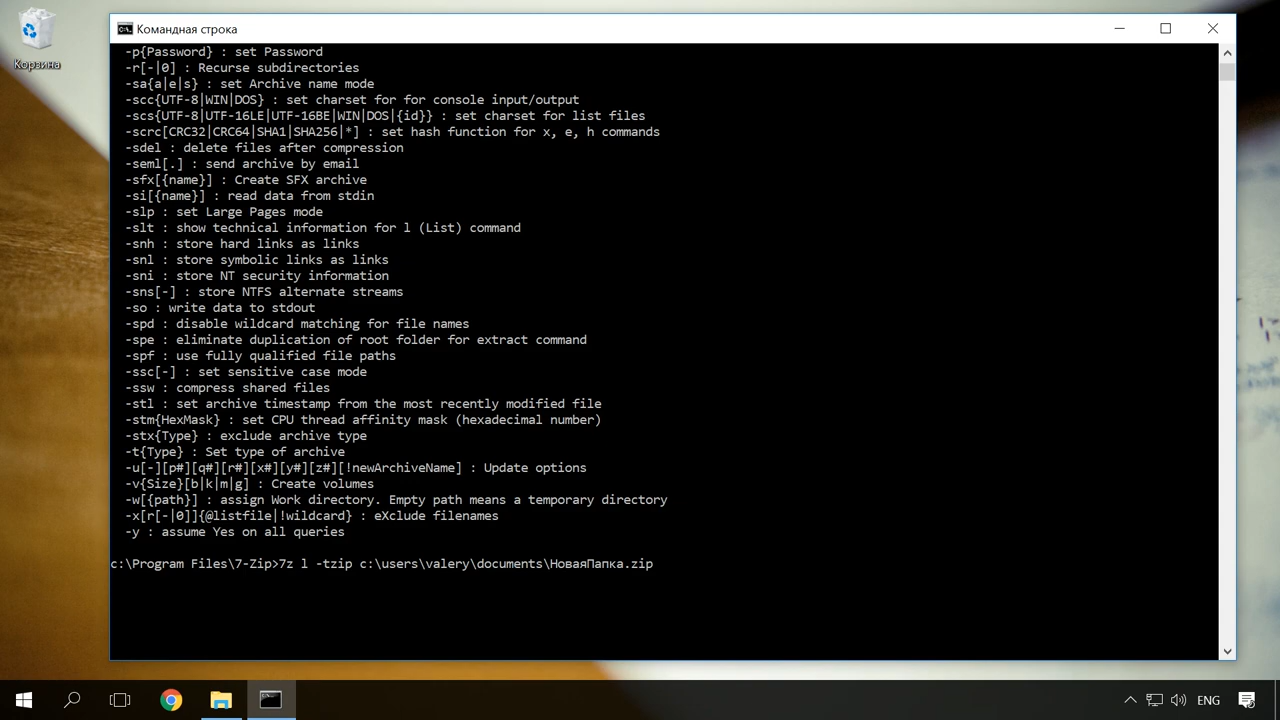 Корзина
Командная строка
-p{Password} : set Password
-r[-|0] : Recurse subdirectories
-sa{a|e|s} : set Archive name mode
-scc{UTF-8|WIN|DOS} : set charset for for console input/output
-scs{UTF-8|UTF-16LE|UTF-16BE|WIN|DOS|{id}} : set charset for list files
-scrc[CRC32|CRC64|SHA1|SHA256|*] : set hash function for x, e, h commands
-sdel : delete files after compression
-seml[.] : send archive by email
-sfx[{name}] : Create SFX archive
-si[{name}] : read data from stdin
-slp : set Large Pages mode
-slt : show technical information for l (List) command
-snh : store hard links as links
-snl : store symbolic links as links
-sni : store NT security information
-sns[-] : store NTFS alternate streams
-so : write data to stdout
-spd : disable wildcard matching for file names
-spe : eliminate duplication of root folder for extract command
-spf : use fully qualified file paths
-ssc[-] : set sensitive case mode
-ssw : compress shared files
-stl : set archive timestamp from the most recently modified file
-stm{HexMask} : set CPU thread affinity mask (hexadecimal number)
-stx{Type} : exclude archive type
-t{Type} : Set type of archive
-u[-][p#][q#][r#][x#][y#][z#][!newArchiveName] : Update options
-v{Size}[b|k|m|g] : Create volumes
-w[{path}] : assign Work directory. Empty path means a temporary directory
-x[r[-|0]]{@listfile|!wildcard} : eXclude filenames
-y : assume Yes on all queries
c:\Program Files\7-Zip>7z l -tzip c:\users\valery\documents\НоваяПапка.zip
ENG